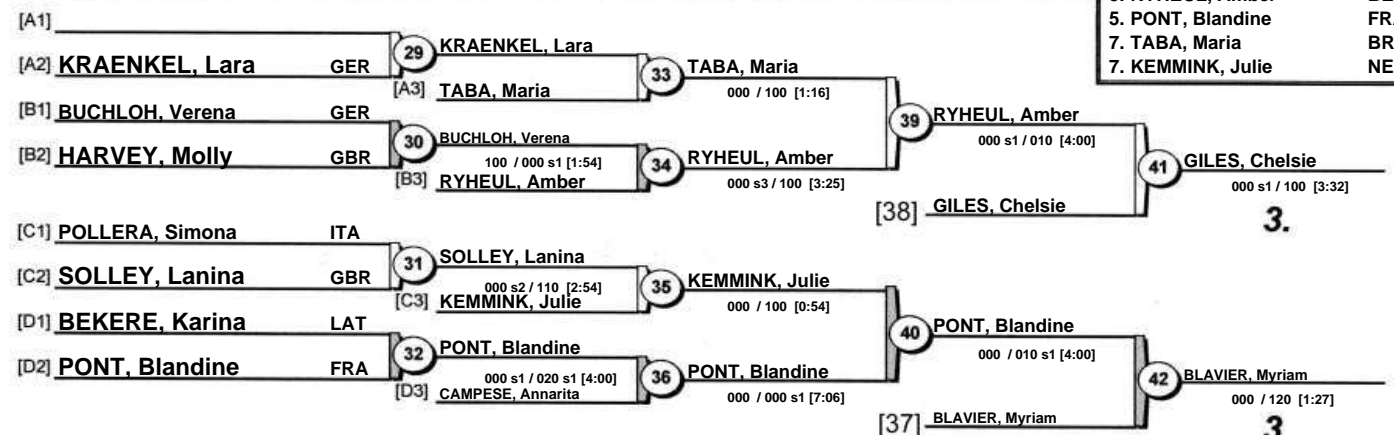 5. PONT, Blandine FRA
7. TABA, Maria BR
7. KEMMINK, Julie NE
[A1]
[A2] KRAENKEL, Lara GER
29 KRAENKEL, Lara
[A3] TABA, Maria
33 TABA, Maria
000 / 100 [1:16]
[B1] BUCHLOH, Verena GER
[B2] HARVEY, Molly GBR
30 BUCHLOH, Verena
100 / 000 s1 [1:54]
[B3] RYHEUL, Amber
34 RYHEUL, Amber
000 s3 / 100 [3:25]
39 RYHEUL, Amber
000 s1 / 010 [4:00]
[38] GILES, Chelsie
41 GILES, Chelsie
000 s1 / 100 [3:32]
3.
[C1] POLLERA, Simona ITA
[C2] SOLLEY, Lanina GBR
31 SOLLEY, Lanina
000 s2 / 110 [2:54]
[C3] KEMMINK, Julie
35 KEMMINK, Julie
000 / 100 [0:54]
[D1] BEKERE, Karina LAT
[D2] PONT, Blandine FRA
32 PONT, Blandine
000 s1 / 020 s1 [4:00]
[D3] CAMPESE, Annarita
36 PONT, Blandine
000 / 000 s1 [7:06]
40 PONT, Blandine
000 / 010 s1 [4:00]
[37] BLAVIER, Myriam
42 BLAVIER, Myriam
000 / 120 [1:27]
3